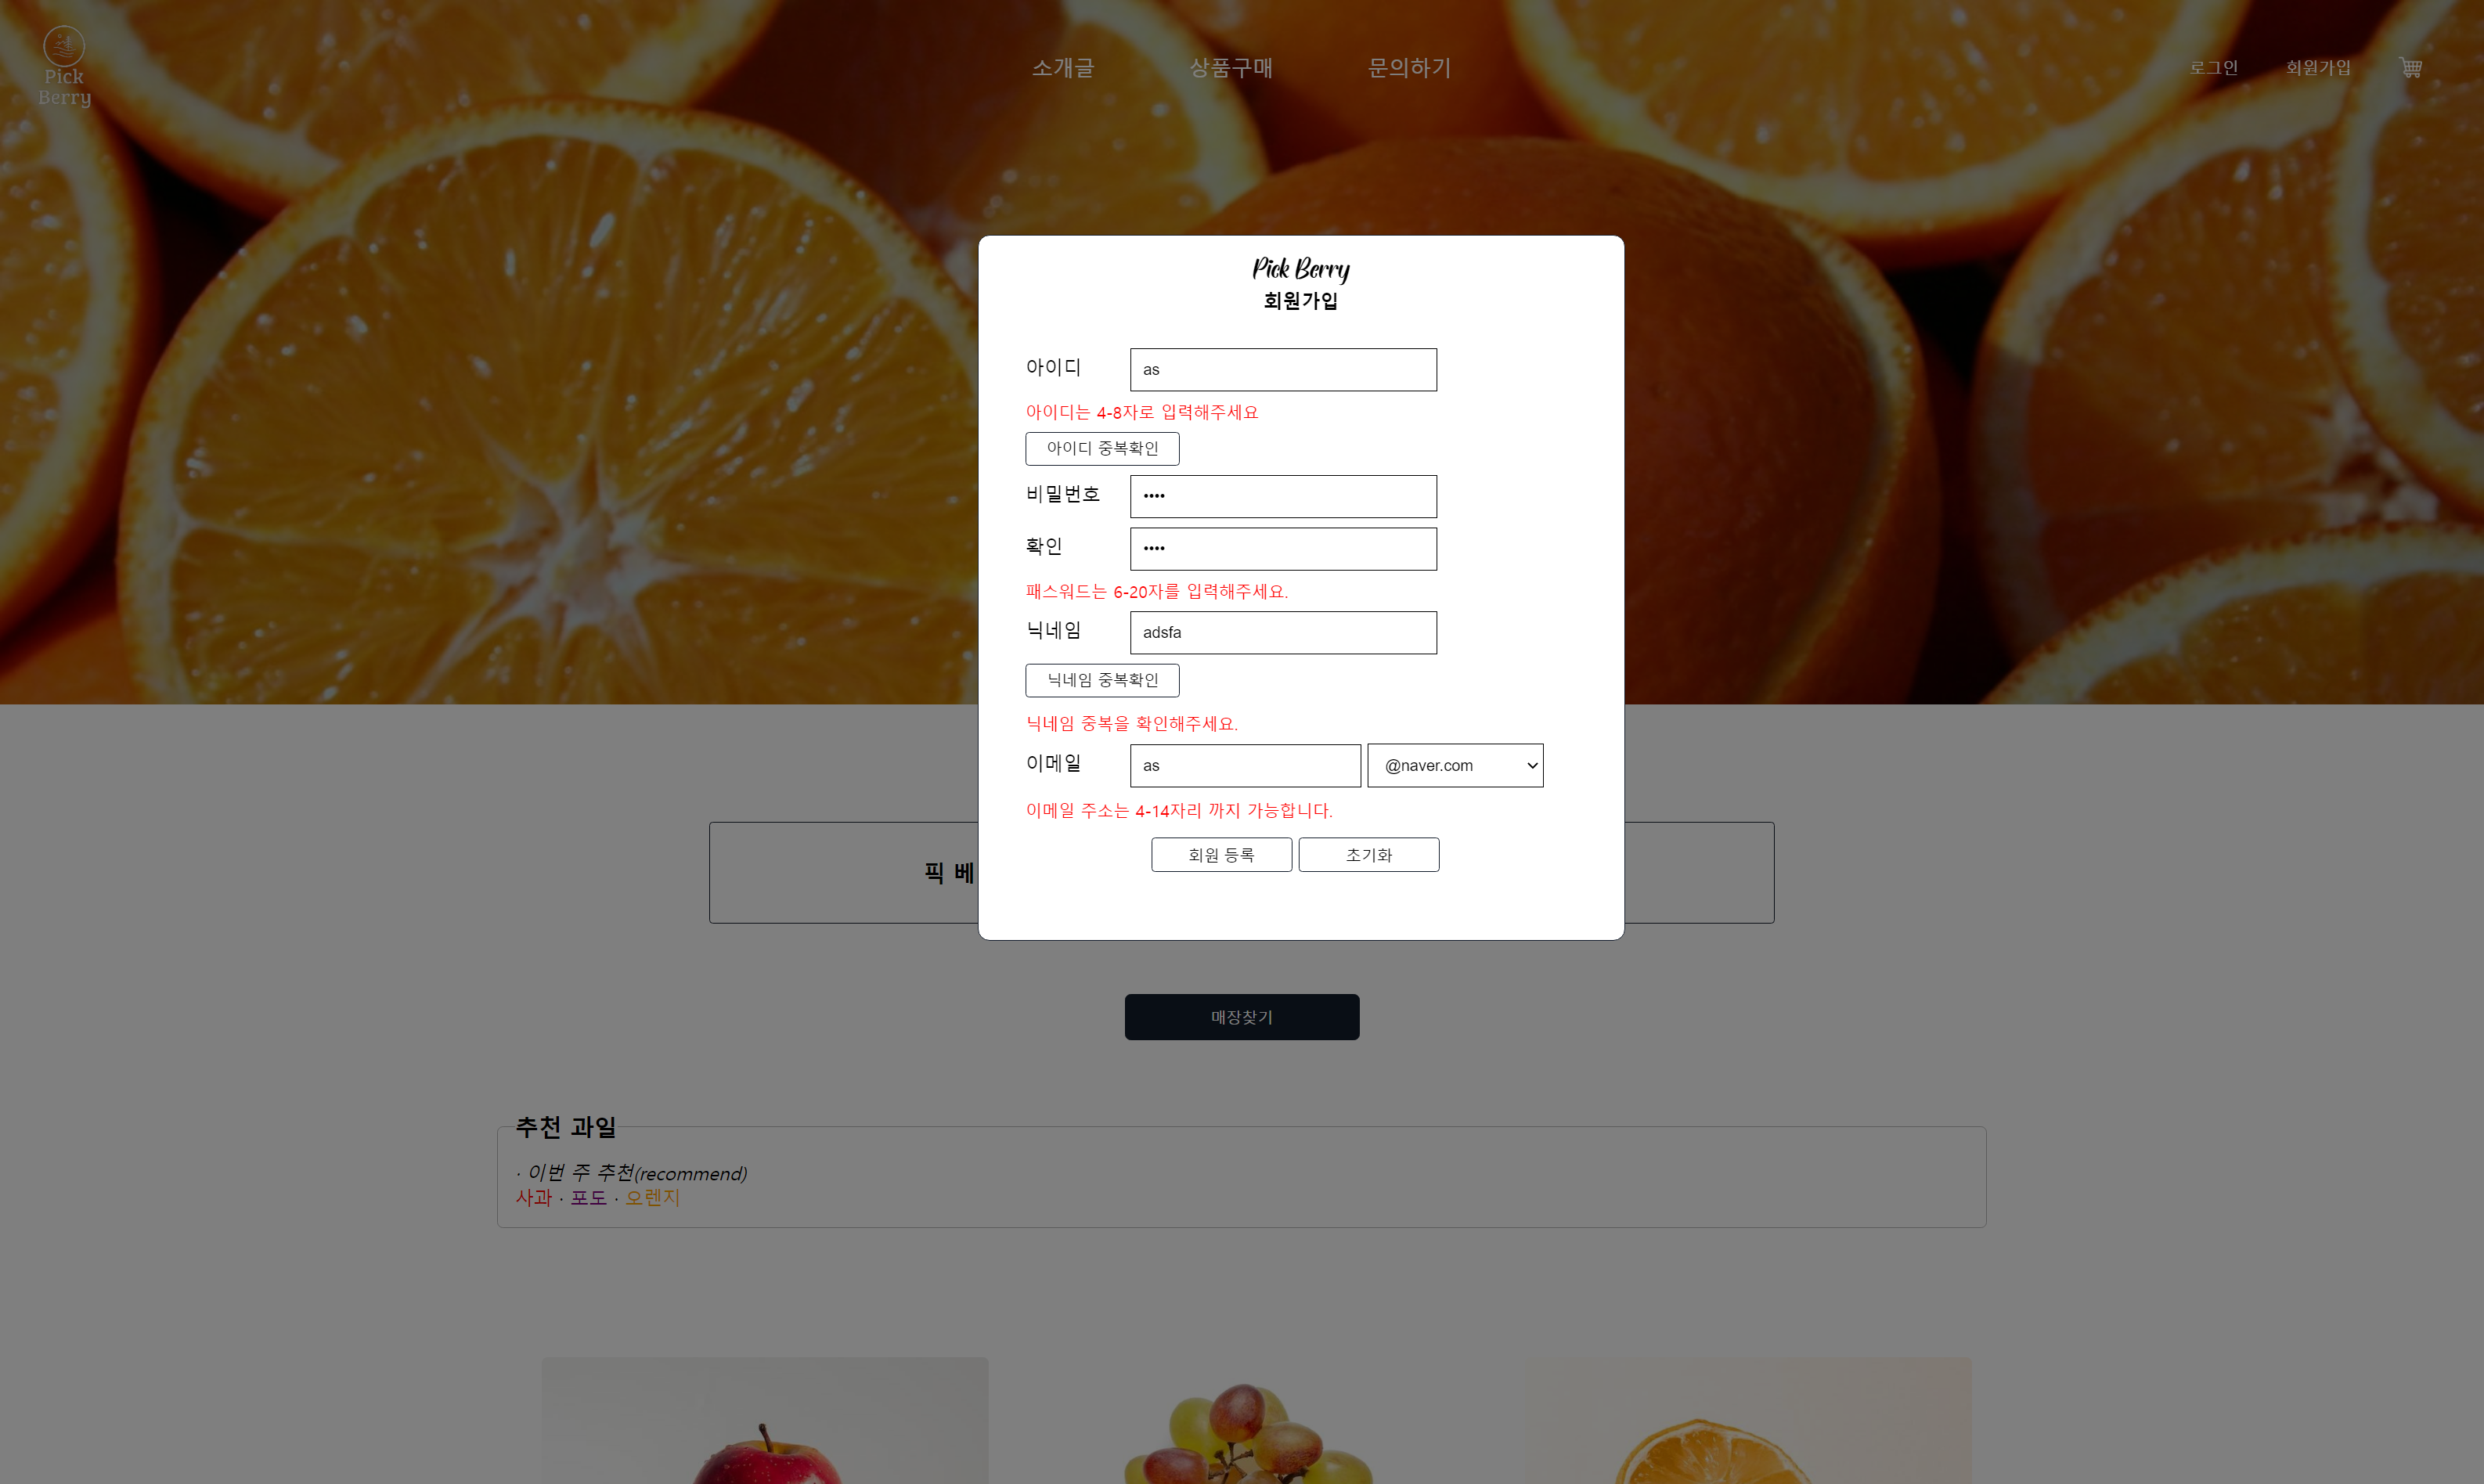 Pick
Berry
소개글
상품구매
문의하기
로그인
회원가입
Pick Berry
회원가입
아이디
as
아이디는 4-8자로 입력해주세요
아이디 중복확인
비밀번호
••••
확인
••••
패스워드는 6-20자를 입력해주세요.
닉네임
adsfa
닉네임 중복확인
닉네임 중복을 확인해주세요.
이메일
as
@naver.com
이메일 주소는 4-14자리 까지 가능합니다.
회원 등록
초기화
픽 베
매장찾기
추천 과일
· 이번 주 추천(recommend)
사과 · 포도 · 오렌지